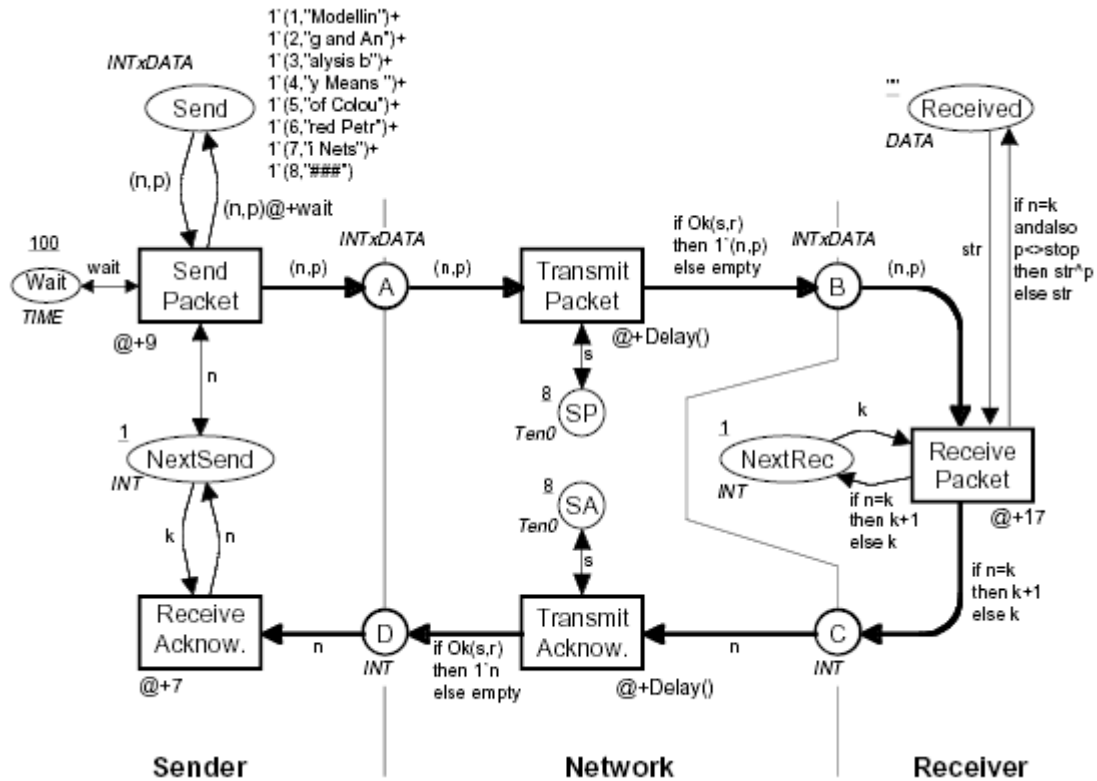 1`(1,"Modellin")+
1`(2,"g and An")+
1`(3,"alysis b")+
1`(4,"y Means ")+
1`(5,"of Colou")+
1`(6,"red Petr")+
1`(7,"i Nets")+
1`(8,"###")
INTxDATA
Send
(n,p)
(n,p)@+wait
100
Wait
TIME
wait
Send
Packet
@+9
(n,p)
INTxDATA
A
(n,p)
Transmit
Packet
@+Delay()
if Ok(s,r)
then 1`(n,p)
else empty
INTxDATA
B
(n,p)
""
Received
DATA
str
if n=k
andalso
p<>stop
then str^p
else str
n
s
8
SP
Ten0
1
NextSend
INT
k
n
8
SA
Ten0
s
1
NextRec
INT
k
if n=k
then k+1
else k
Receive
Packet
@+17
if n=k
then k+1
else k
Receive
Acknow.
@+7
n
D
INT
if Ok(s,r)
then 1`n
else empty
Transmit
Acknow.
@+Delay()
n
C
INT
Sender
Network
Receiver